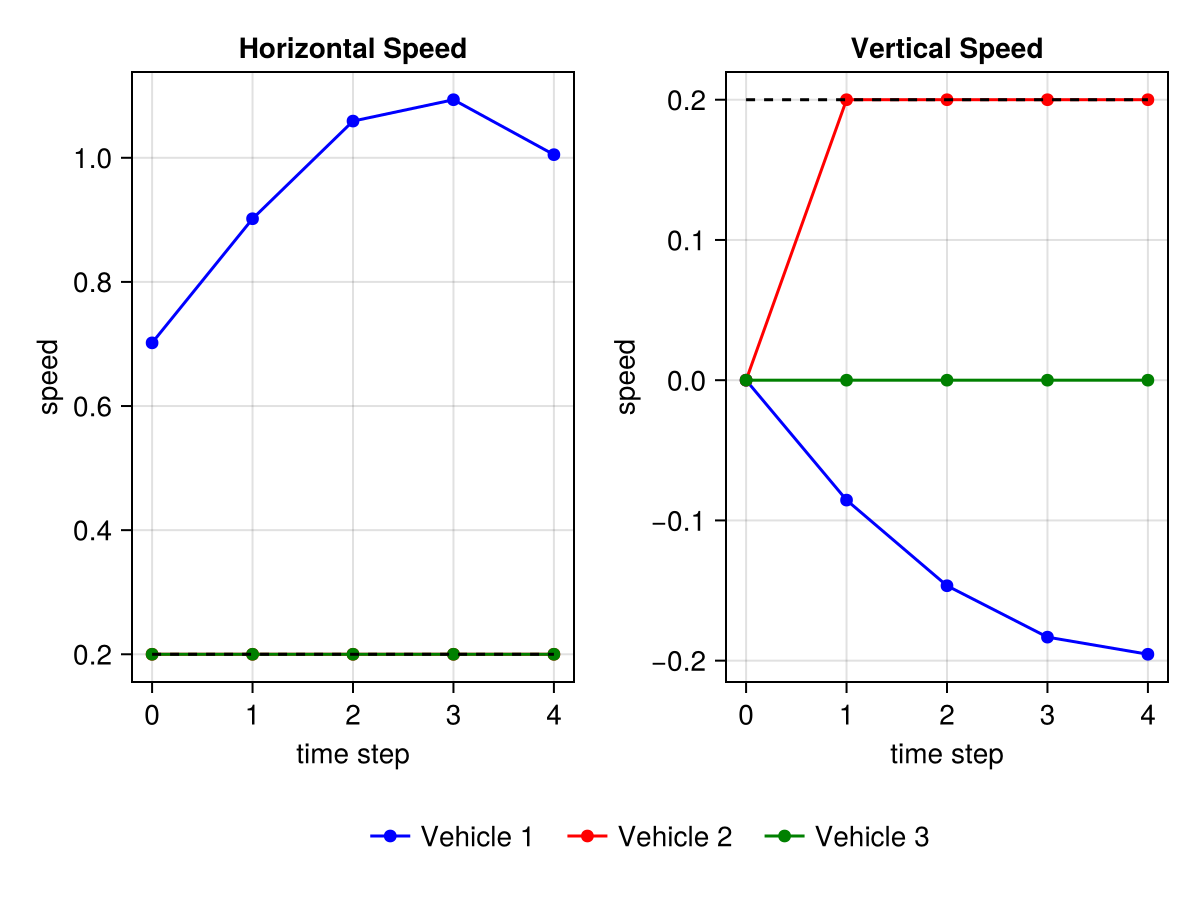 Horizontal Speed
speed
1.0
0.8
0.6
0.4
0.2
0 1 2 3 4
time step
Vertical Speed
speed
0.2
0.1
0.0
−0.1
−0.2
0 1 2 3 4
time step
Vehicle 1 Vehicle 2 Vehicle 3